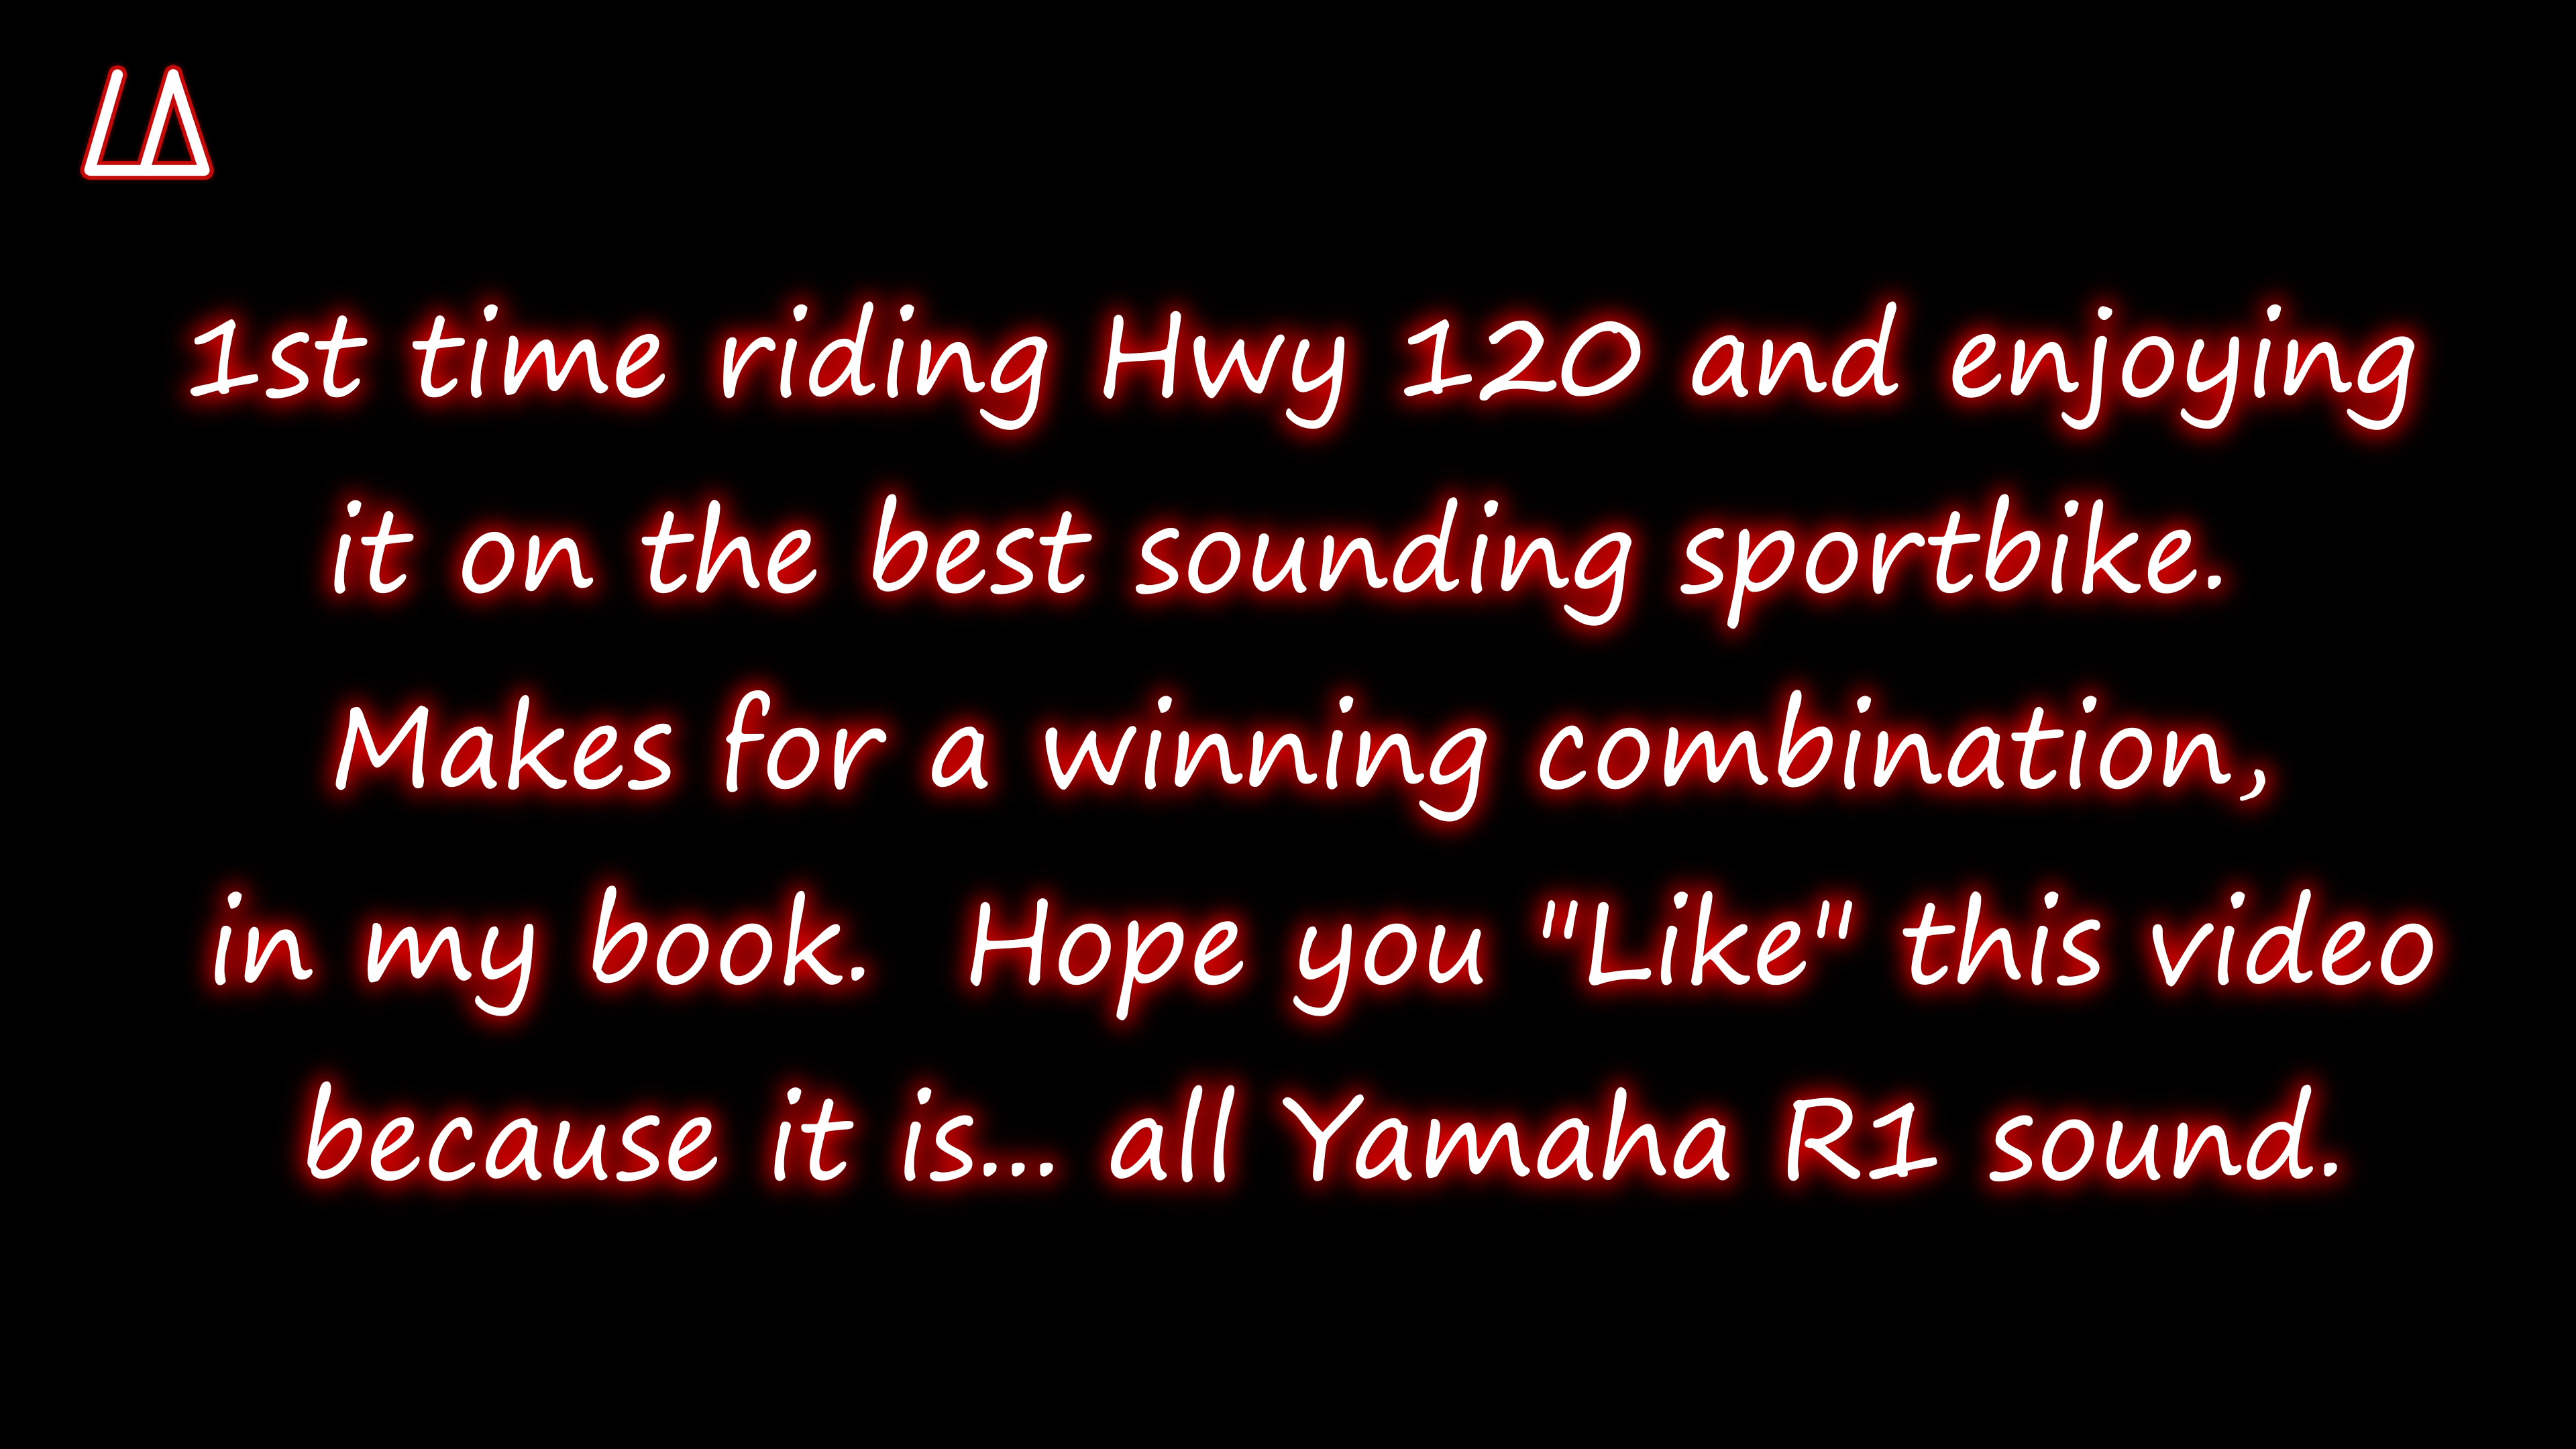 LA
1st time riding Hwy 120 and enjoying
it on the best sounding sportbike.
Makes for a winning combination,
in my book.  Hope you "Like" this video
because it is... all Yamaha R1 sound.